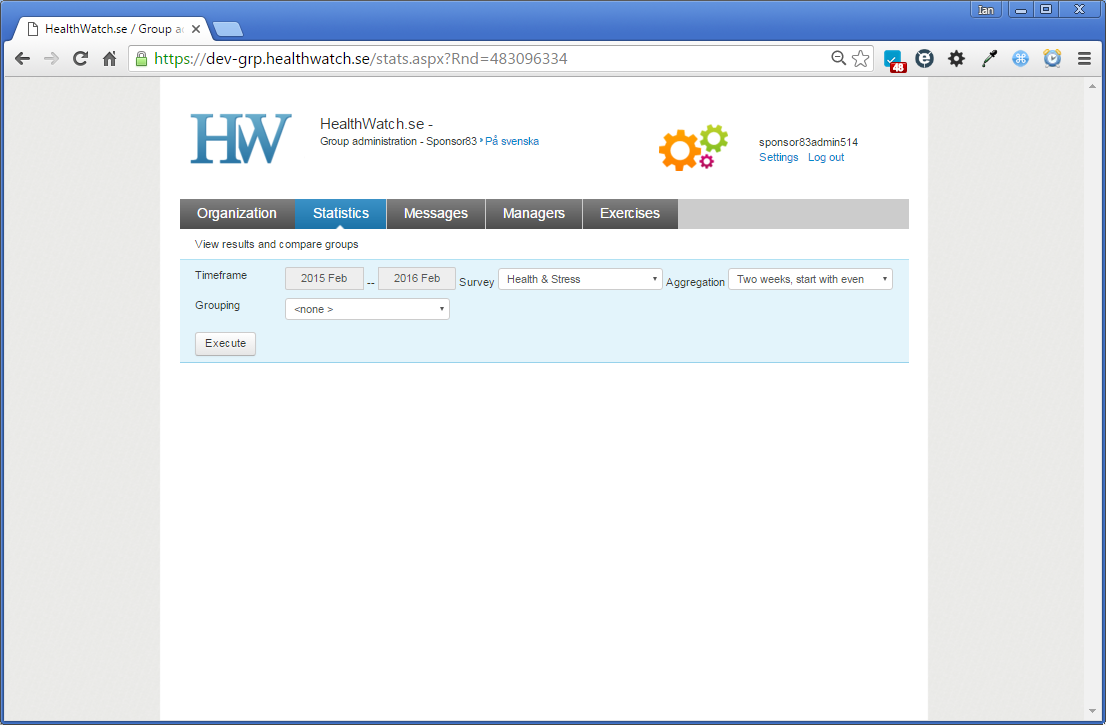 Ian
HealthWatch.se / Group a
https://dev-grp.healthwatch.se/stats.aspx?Rnd=483096334
48
HW
HealthWatch.se -
Group administration - Sponsor83 På svenska
sponsor83admin514
Settings Log out
Organization Statistics Messages Managers Exercises
View results and compare groups
Timeframe 2015 Feb -- 2016 Feb Survey Health & Stress Aggregation Two weeks, start with even
Grouping <none >
Execute